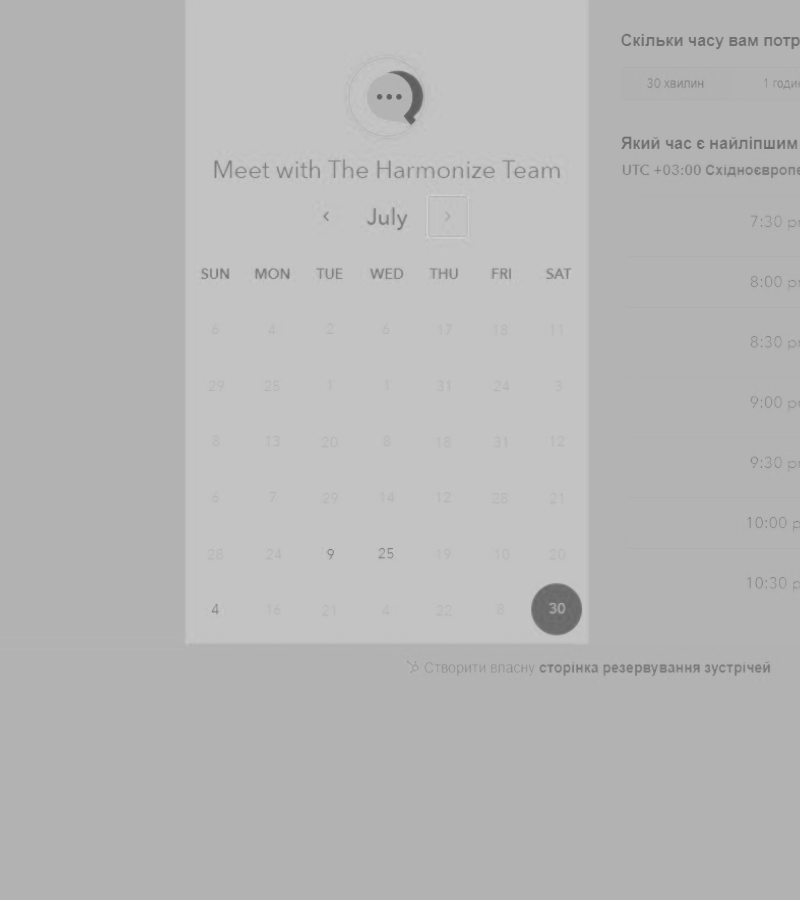 Meet with The Harmonize Team
‹ July ›
SUN MON TUE WED THU FRI SAT
6 4 2 6 17 18 11
29 25 1 1 31 24 3
8 13 20 8 18 31 12
6 7 29 14 12 28 21
28 24 9 25 19 10 20
4 16 21 4 22 8 30
Скільки часу вам потр
30 хвилин 1 годин
Який час є найліпшим
UTC +03:00 Східноєвропе
7:30 p
8:00 p
8:30 p
9:00 p
9:30 p
10:00 p
10:30 p
Створити власну сторінка резервування зустрічей